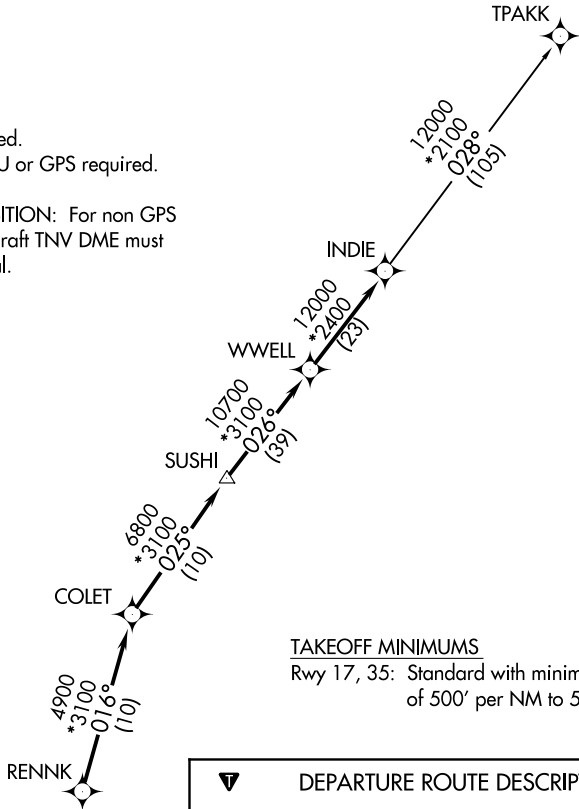 TPAKK
ed.
U or GPS required.
12000
*2100
028°
(105)
ITION: For non GPS
raft TNV DME must
al.
INDIE
12000
*2400
(23)
WWELL
10700
*3100
026°
(39)
SUSHI
6800
*3100
025°
(10)
COLET
TAKEOFF MINIMUMS
Rwy 17, 35: Standard with minim
of 500' per NM to 5
4900
*3100
016°
(10)
RENNK
T DEPARTURE ROUTE DESCRIP